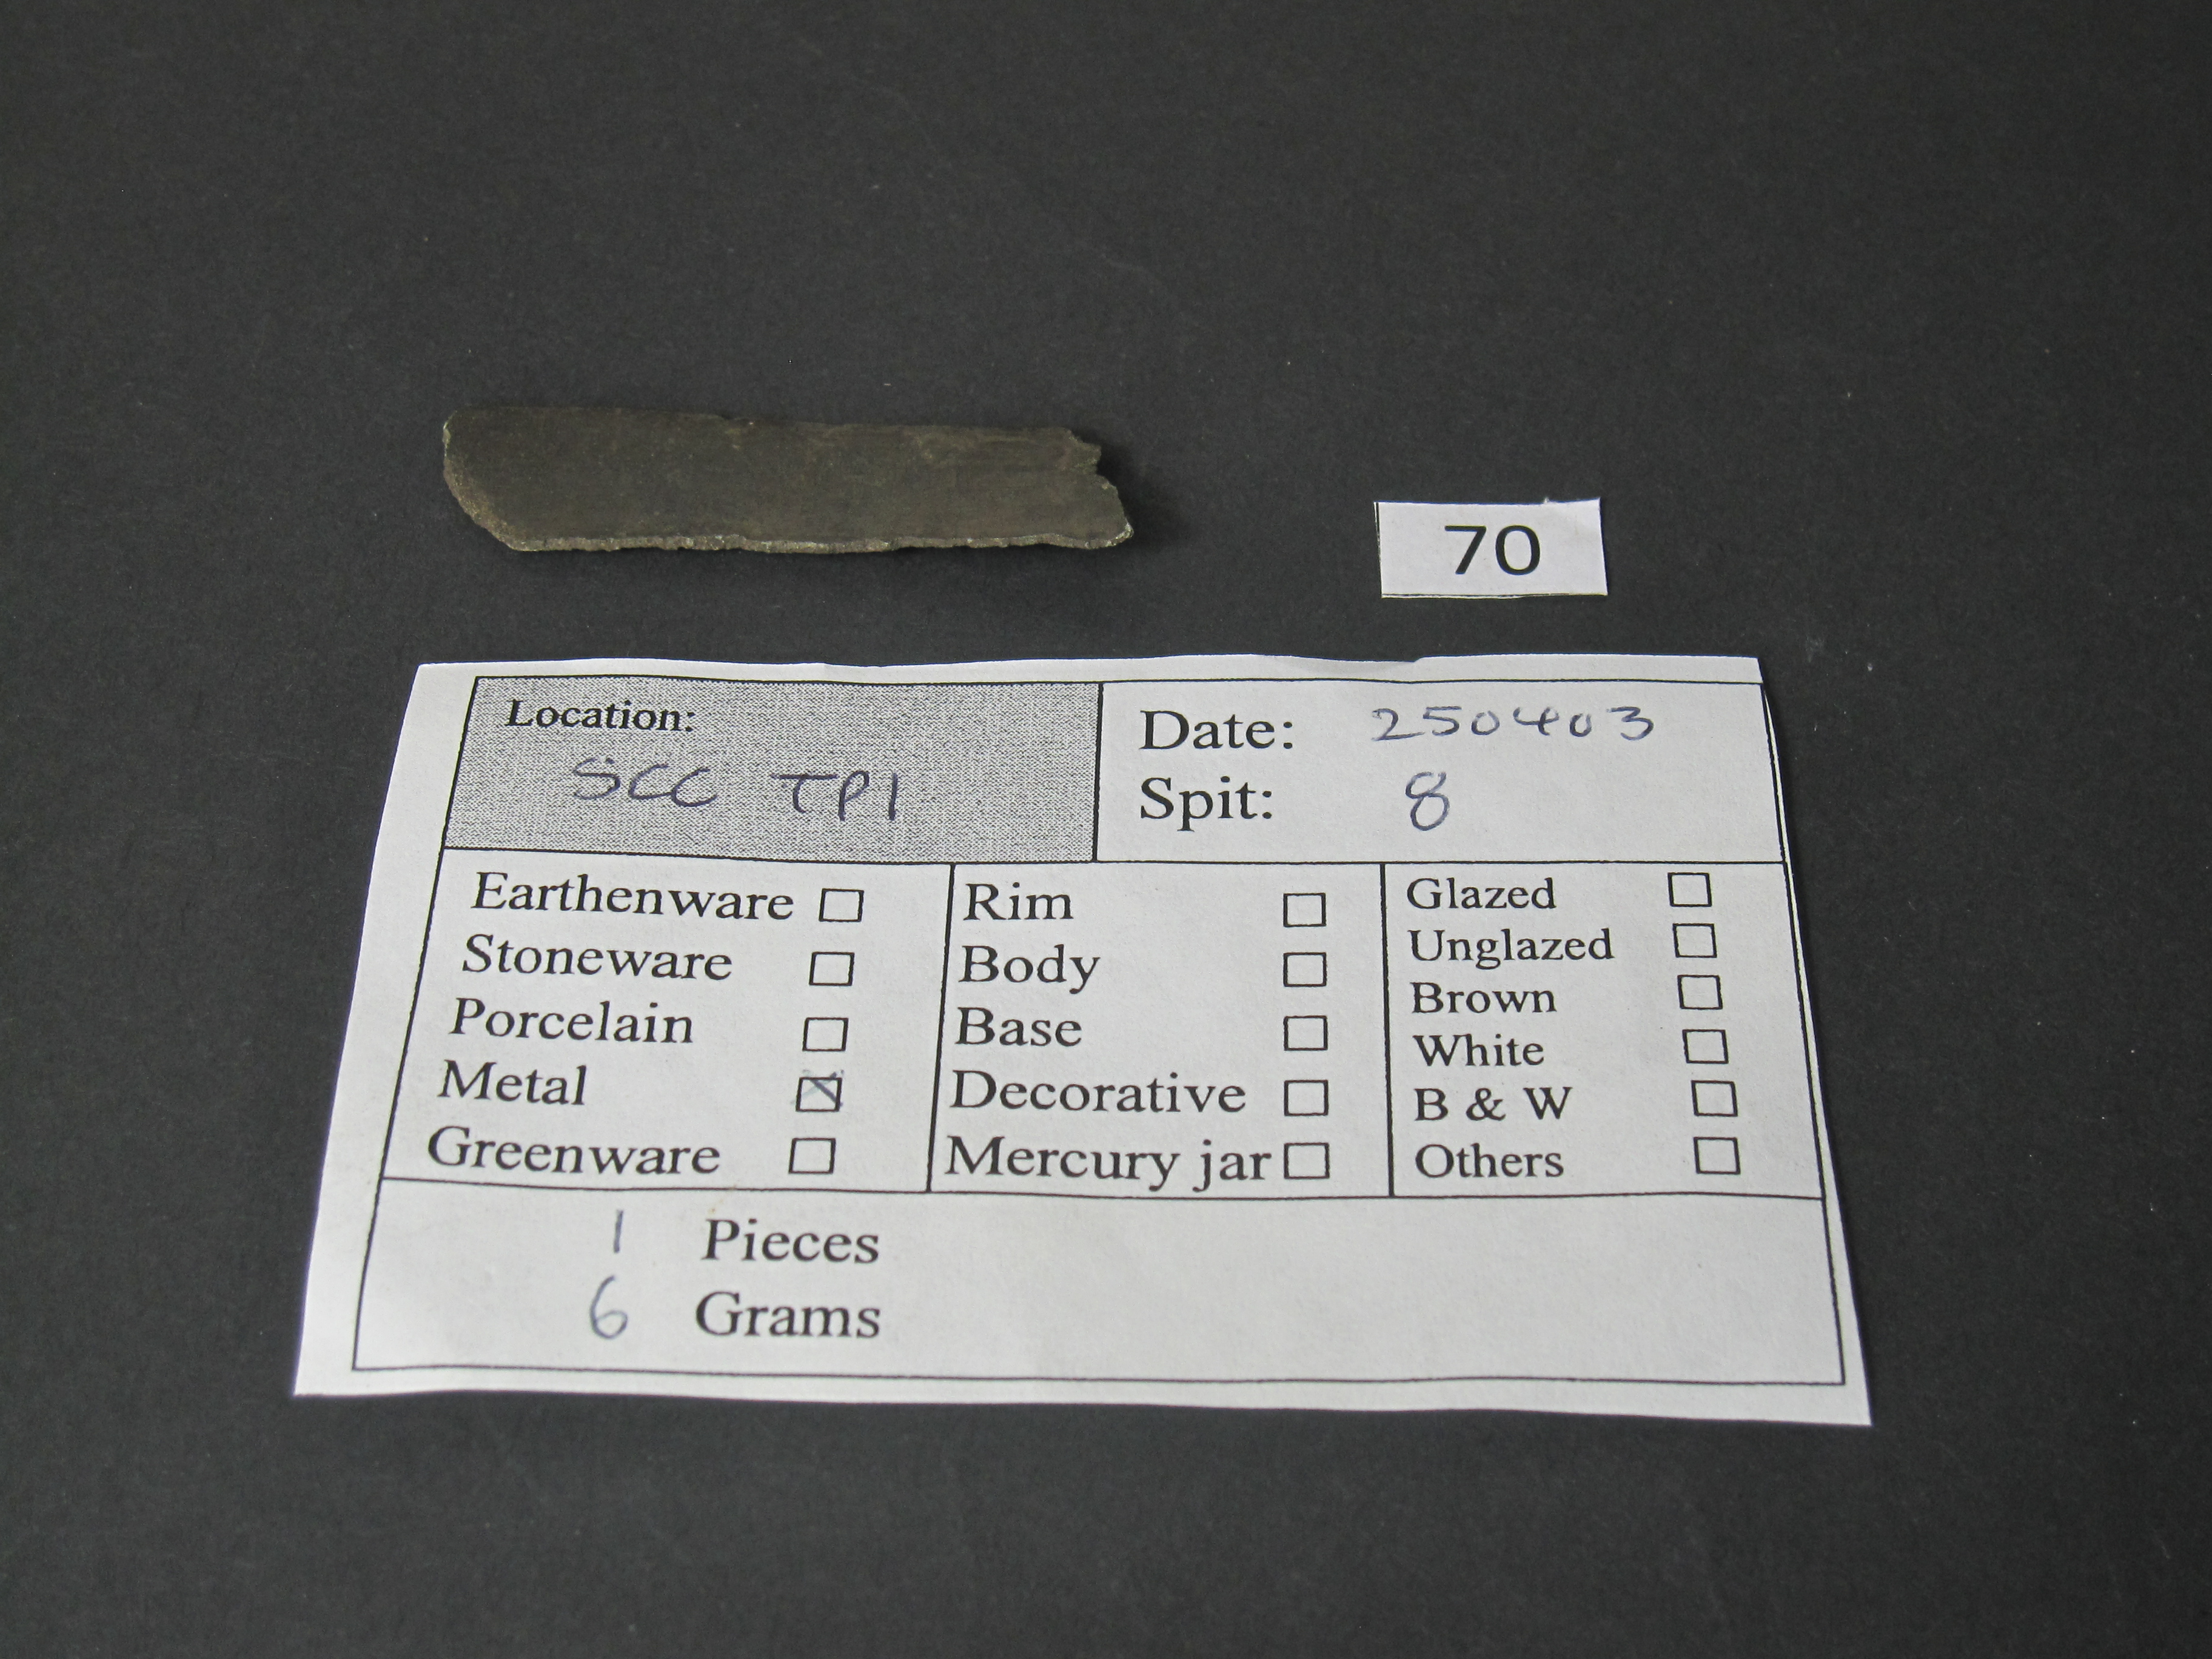 70
Location:
SCC TP1
Date: 250403
Spit: 8
Earthenware ☐
Stoneware ☐
Porcelain ☐
Metal ☒
Greenware ☐
Rim ☐
Body ☐
Base ☐
Decorative ☐
Mercury jar ☐
Glazed ☐
Unglazed ☐
Brown ☐
White ☐
B & W ☐
Others ☐
1 Pieces
6 Grams